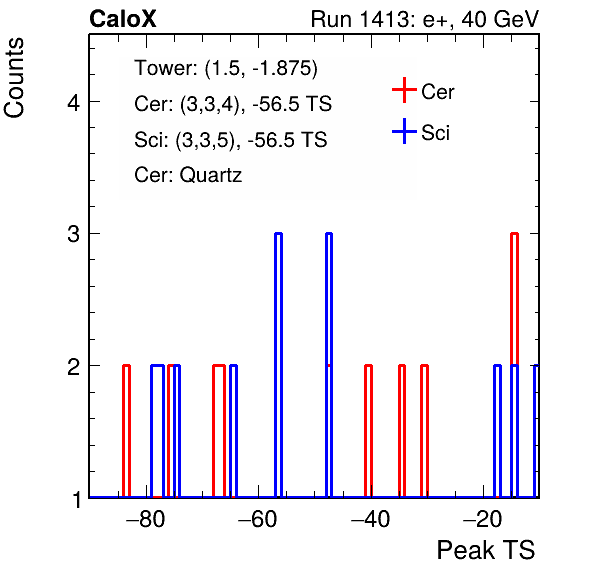 CaloX Run 1413: e+, 40 GeV
Counts
Tower: (1.5, -1.875)
Cer: (3,3,4), -56.5 TS
Sci: (3,3,5), -56.5 TS
Cer: Quartz
Cer
Sci
4
3
2
1
−80 −60 −40 −20
Peak TS